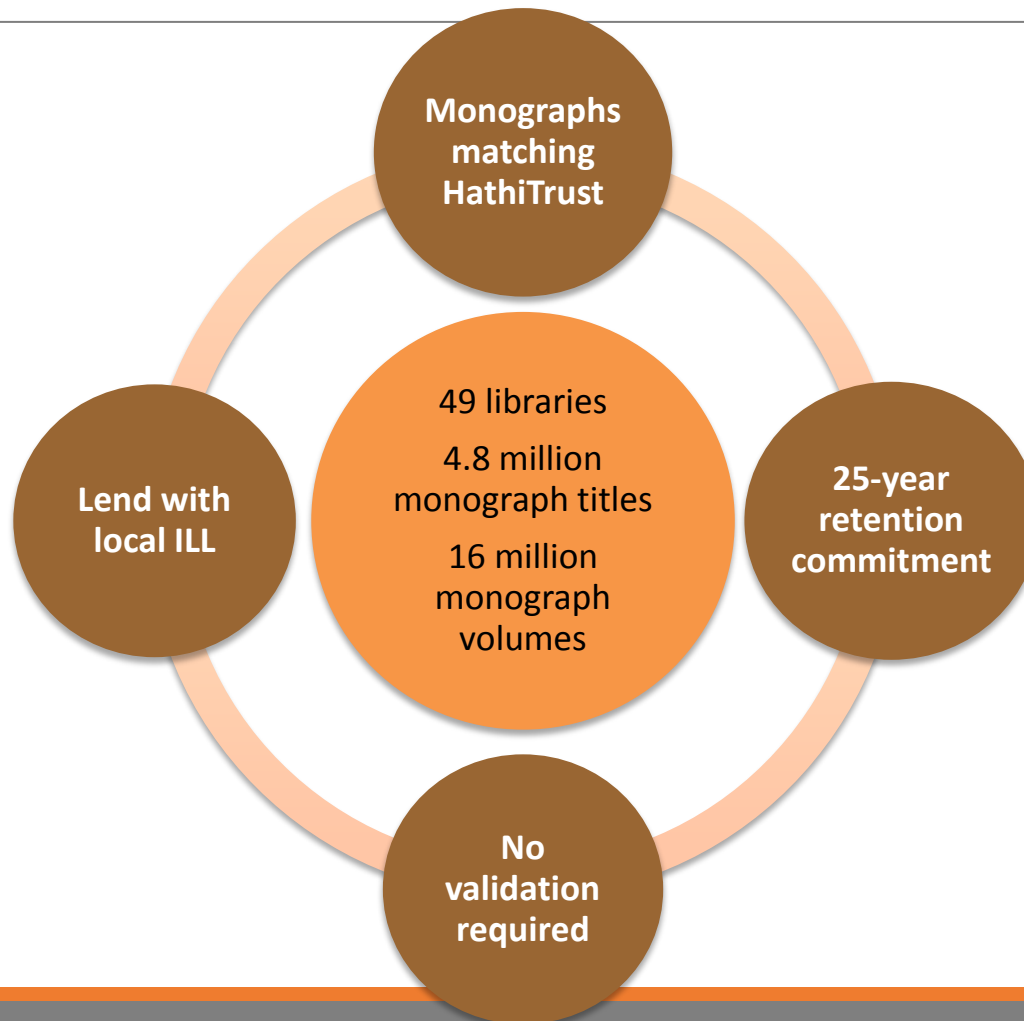 Monographs
matching
HathiTrust
49 libraries
4.8 million
monograph titles
16 million
monograph
volumes
Lend with
local ILL
25-year
retention
commitment
No
validation
required